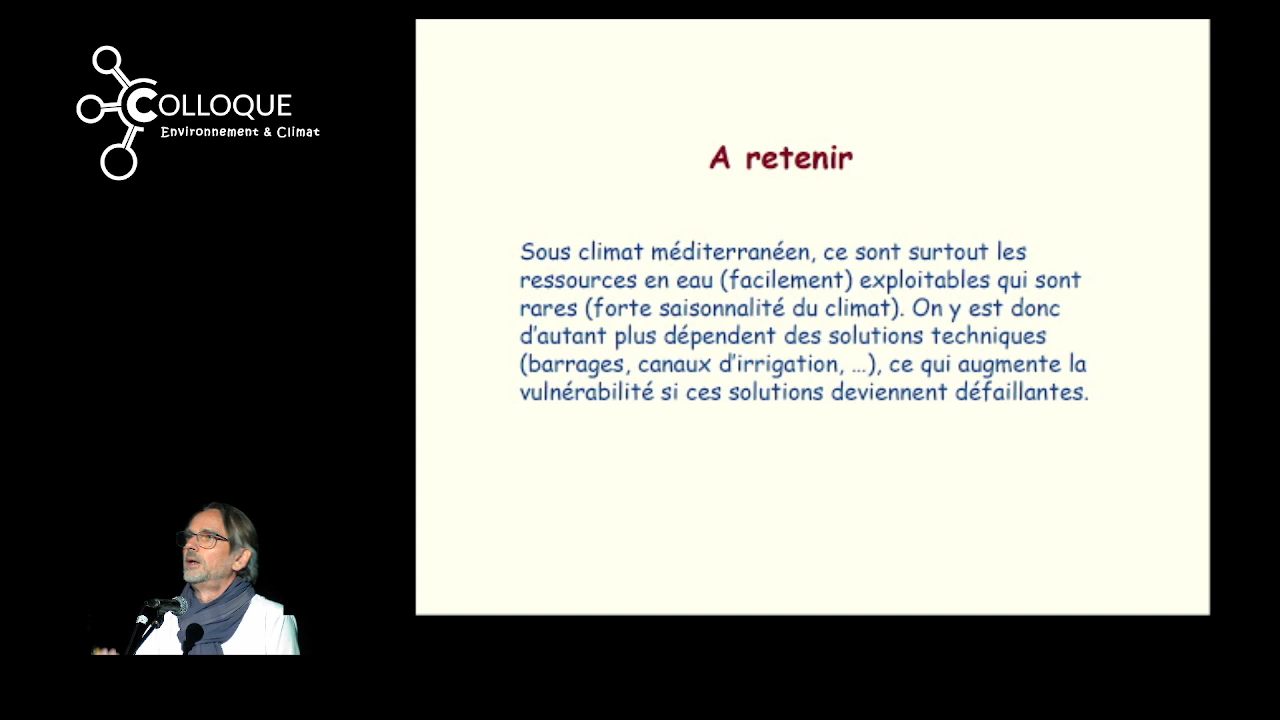 COLLOQUE
Environnement & Climat
A retenir
Sous climat méditerranéen, ce sont surtout les
ressources en eau (facilement) exploitables qui sont
rares (forte saisonnalité du climat). On y est donc
d'autant plus dépendent des solutions techniques
(barrages, canaux d'irrigation, ...), ce qui augmente la
vulnérabilité si ces solutions deviennent défaillantes.